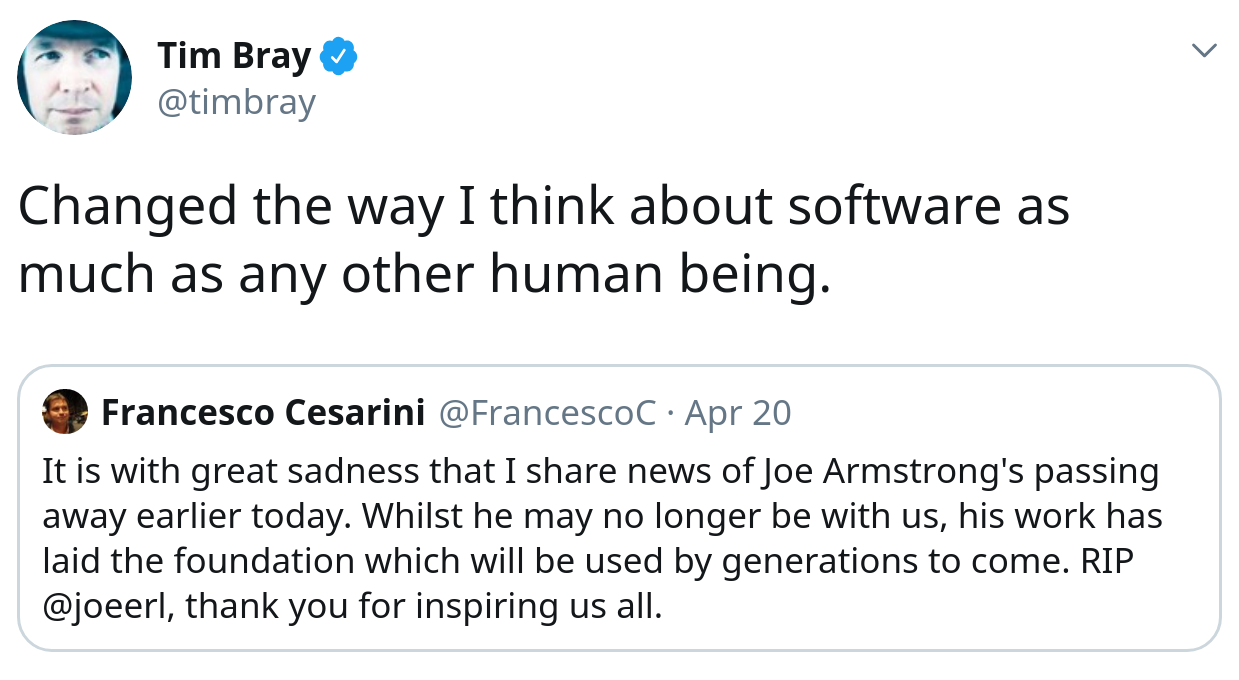 Tim Bray
@timbray
Changed the way I think about software as
much as any other human being.
Francesco Cesarini @FrancescoC · Apr 20
It is with great sadness that I share news of Joe Armstrong's passing
away earlier today. Whilst he may no longer be with us, his work has
laid the foundation which will be used by generations to come. RIP
@joeerl, thank you for inspiring us all.